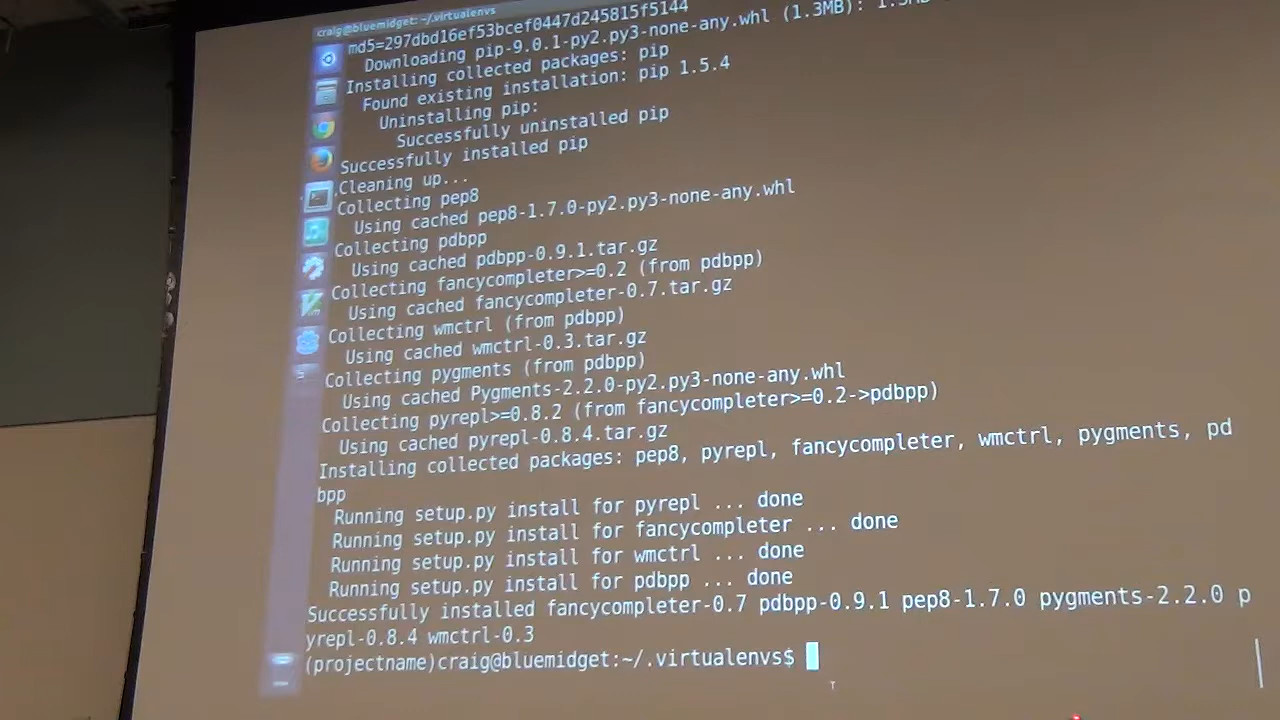 craig@bluemidget: ~/.virtualenvs
md5=297dbd16ef53bcef0447d245815f5144
Downloading pip-9.0.1-py2.py3-none-any.whl (1.3MB):
Installing collected packages: pip
Found existing installation: pip 1.5.4
Uninstalling pip:
Successfully uninstalled pip
Successfully installed pip
Cleaning up...
Collecting pep8
Using cached pep8-1.7.0-py2.py3-none-any.whl
Collecting pdbpp
Using cached pdbpp-0.9.1.tar.gz
Collecting fancycompleter>=0.2 (from pdbpp)
Using cached fancycompleter-0.7.tar.gz
Collecting wmctrl (from pdbpp)
Using cached wmctrl-0.3.tar.gz
Collecting pygments (from pdbpp)
Using cached Pygments-2.2.0-py2.py3-none-any.whl
Collecting pyrepl>=0.8.2 (from fancycompleter>=0.2->pdbpp)
Using cached pyrepl-0.8.4.tar.gz
Installing collected packages: pep8, pyrepl, fancycompleter, wmctrl, pygments, pd
bpp
Running setup.py install for pyrepl ... done
Running setup.py install for fancycompleter ... done
Running setup.py install for wmctrl ... done
Running setup.py install for pdbpp ... done
Successfully installed fancycompleter-0.7 pdbpp-0.9.1 pep8-1.7.0 pygments-2.2.0 p
yrepl-0.8.4 wmctrl-0.3
(projectname)craig@bluemidget:~/.virtualenvs$